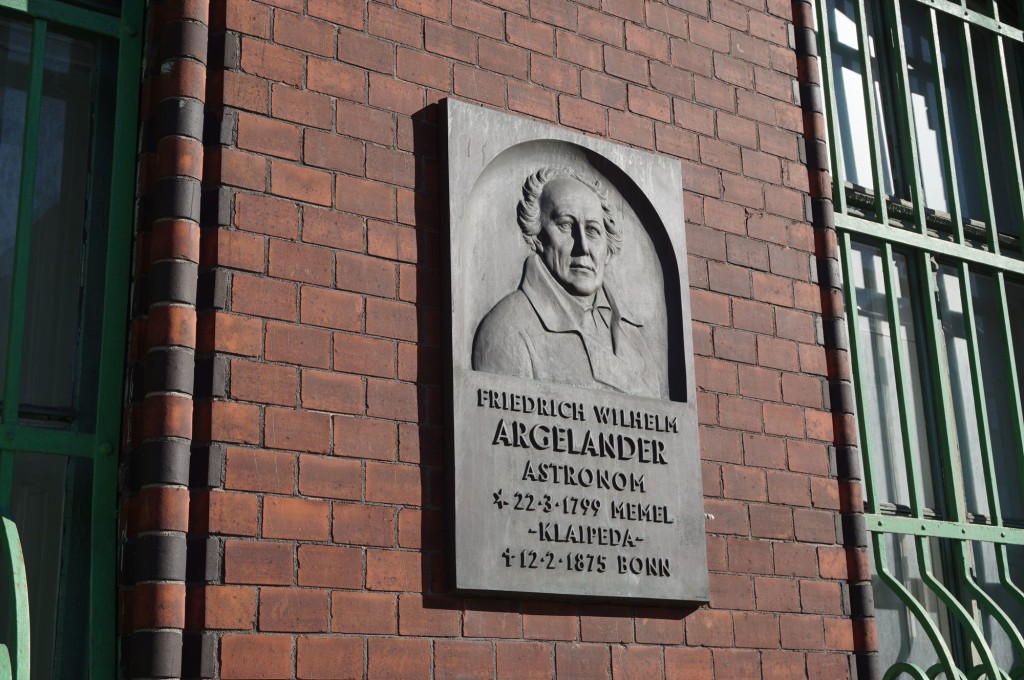 FRIEDRICH WILHELM
ARGELANDER
ASTRONOM
* 22·3·1799 MEMEL
-KLAIPEDA-
† 12·2·1875 BONN